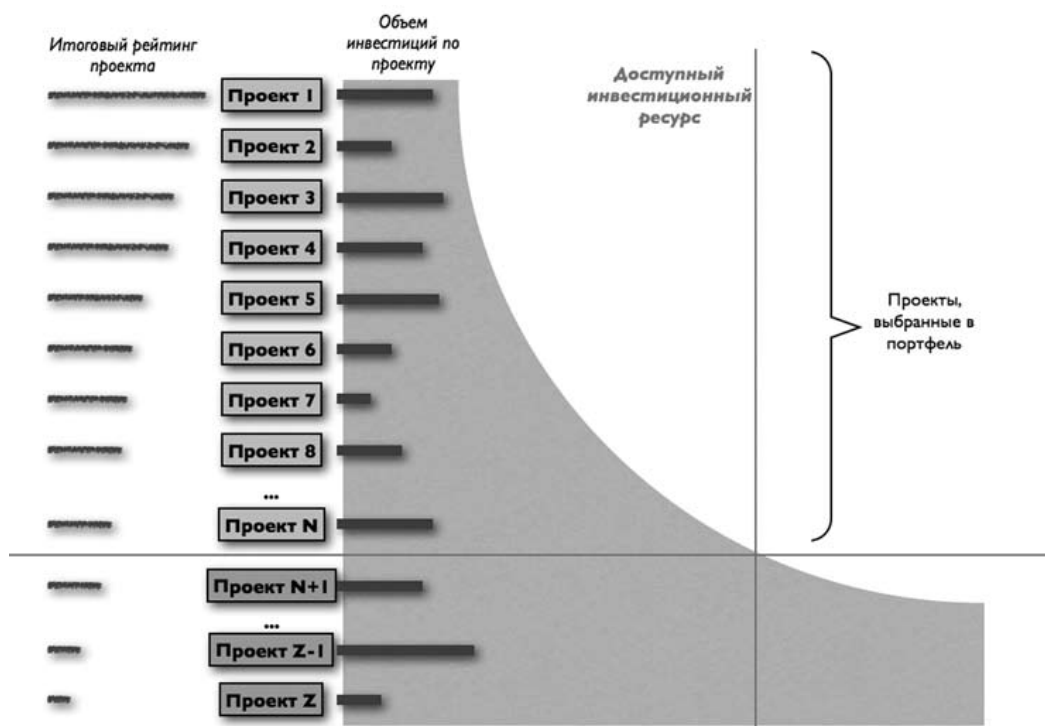 Итоговый рейтинг
проекта
Объем
инвестиций по
проекту
Доступный
инвестиционный
ресурс
Проект 1
Проект 2
Проект 3
Проект 4
Проект 5
Проект 6
Проект 7
Проект 8
...
Проект N
Проекты,
выбранные в
портфель
Проект N+1
...
Проект Z-1
Проект Z